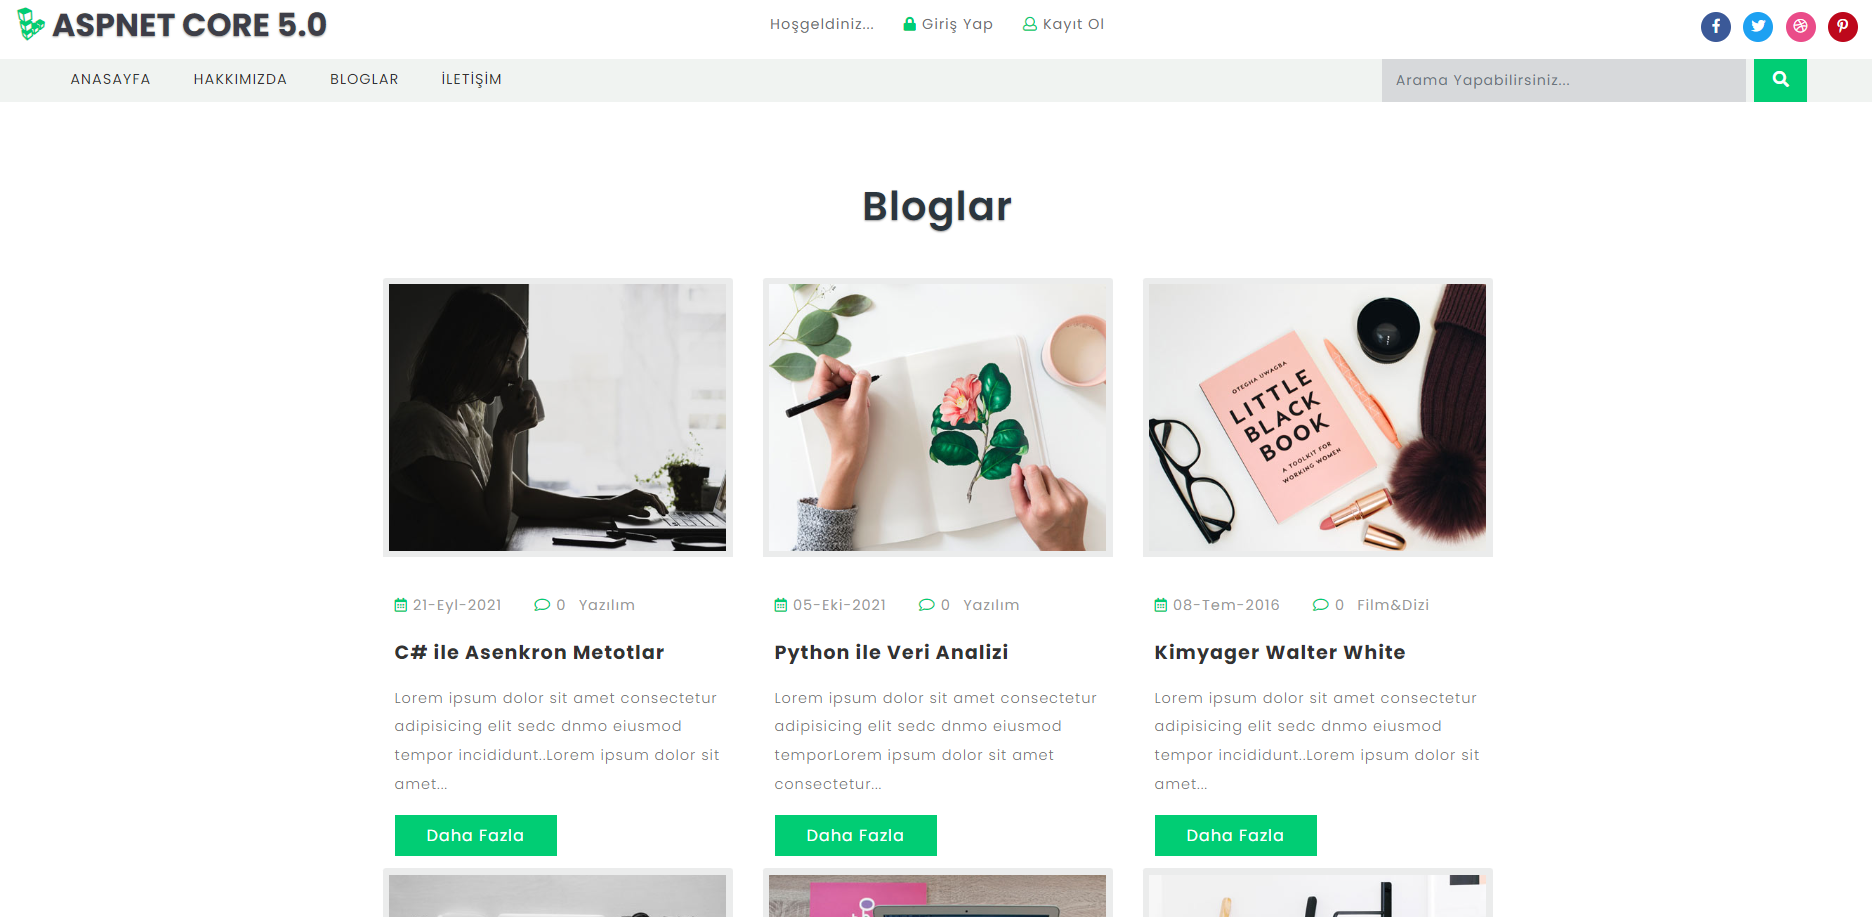 ASPNET CORE 5.0
Hoşgeldiniz... Giriş Yap Kayıt Ol
ANASAYFA HAKKIMIZDA BLOGLAR İLETİŞİM
Arama Yapabilirsiniz...
Bloglar
OTEGHA UWAGBA
LITTLE
BLACK
BOOK
A TOOLKIT FOR
WORKING WOMEN
21-Eyl-2021 0 Yazılım
C# ile Asenkron Metotlar
Lorem ipsum dolor sit amet consectetur
adipisicing elit sedc dnmo eiusmod
tempor incididunt..Lorem ipsum dolor sit
amet...
Daha Fazla
05-Eki-2021 0 Yazılım
Python ile Veri Analizi
Lorem ipsum dolor sit amet consectetur
adipisicing elit sedc dnmo eiusmod
temporLorem ipsum dolor sit amet
consectetur...
Daha Fazla
08-Tem-2016 0 Film&Dizi
Kimyager Walter White
Lorem ipsum dolor sit amet consectetur
adipisicing elit sedc dnmo eiusmod
tempor incididunt..Lorem ipsum dolor sit
amet...
Daha Fazla